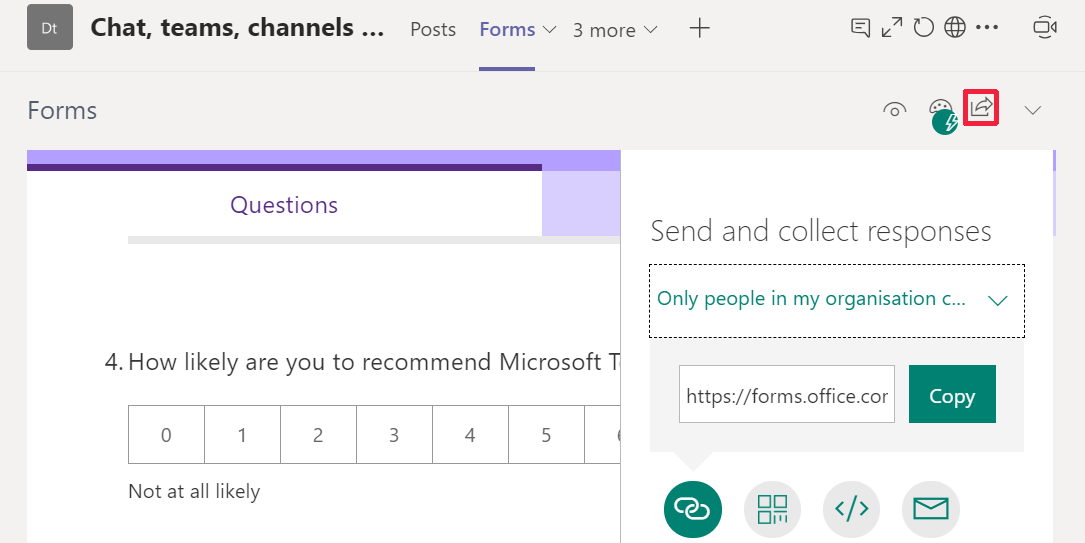 Dt
Chat, teams, channels ...
Posts
Forms
3 more
Forms
Questions
Send and collect responses
Only people in my organisation c...
4. How likely are you to recommend Microsoft
https://forms.office.cor
Copy
0 1 2 3 4 5
Not at all likely